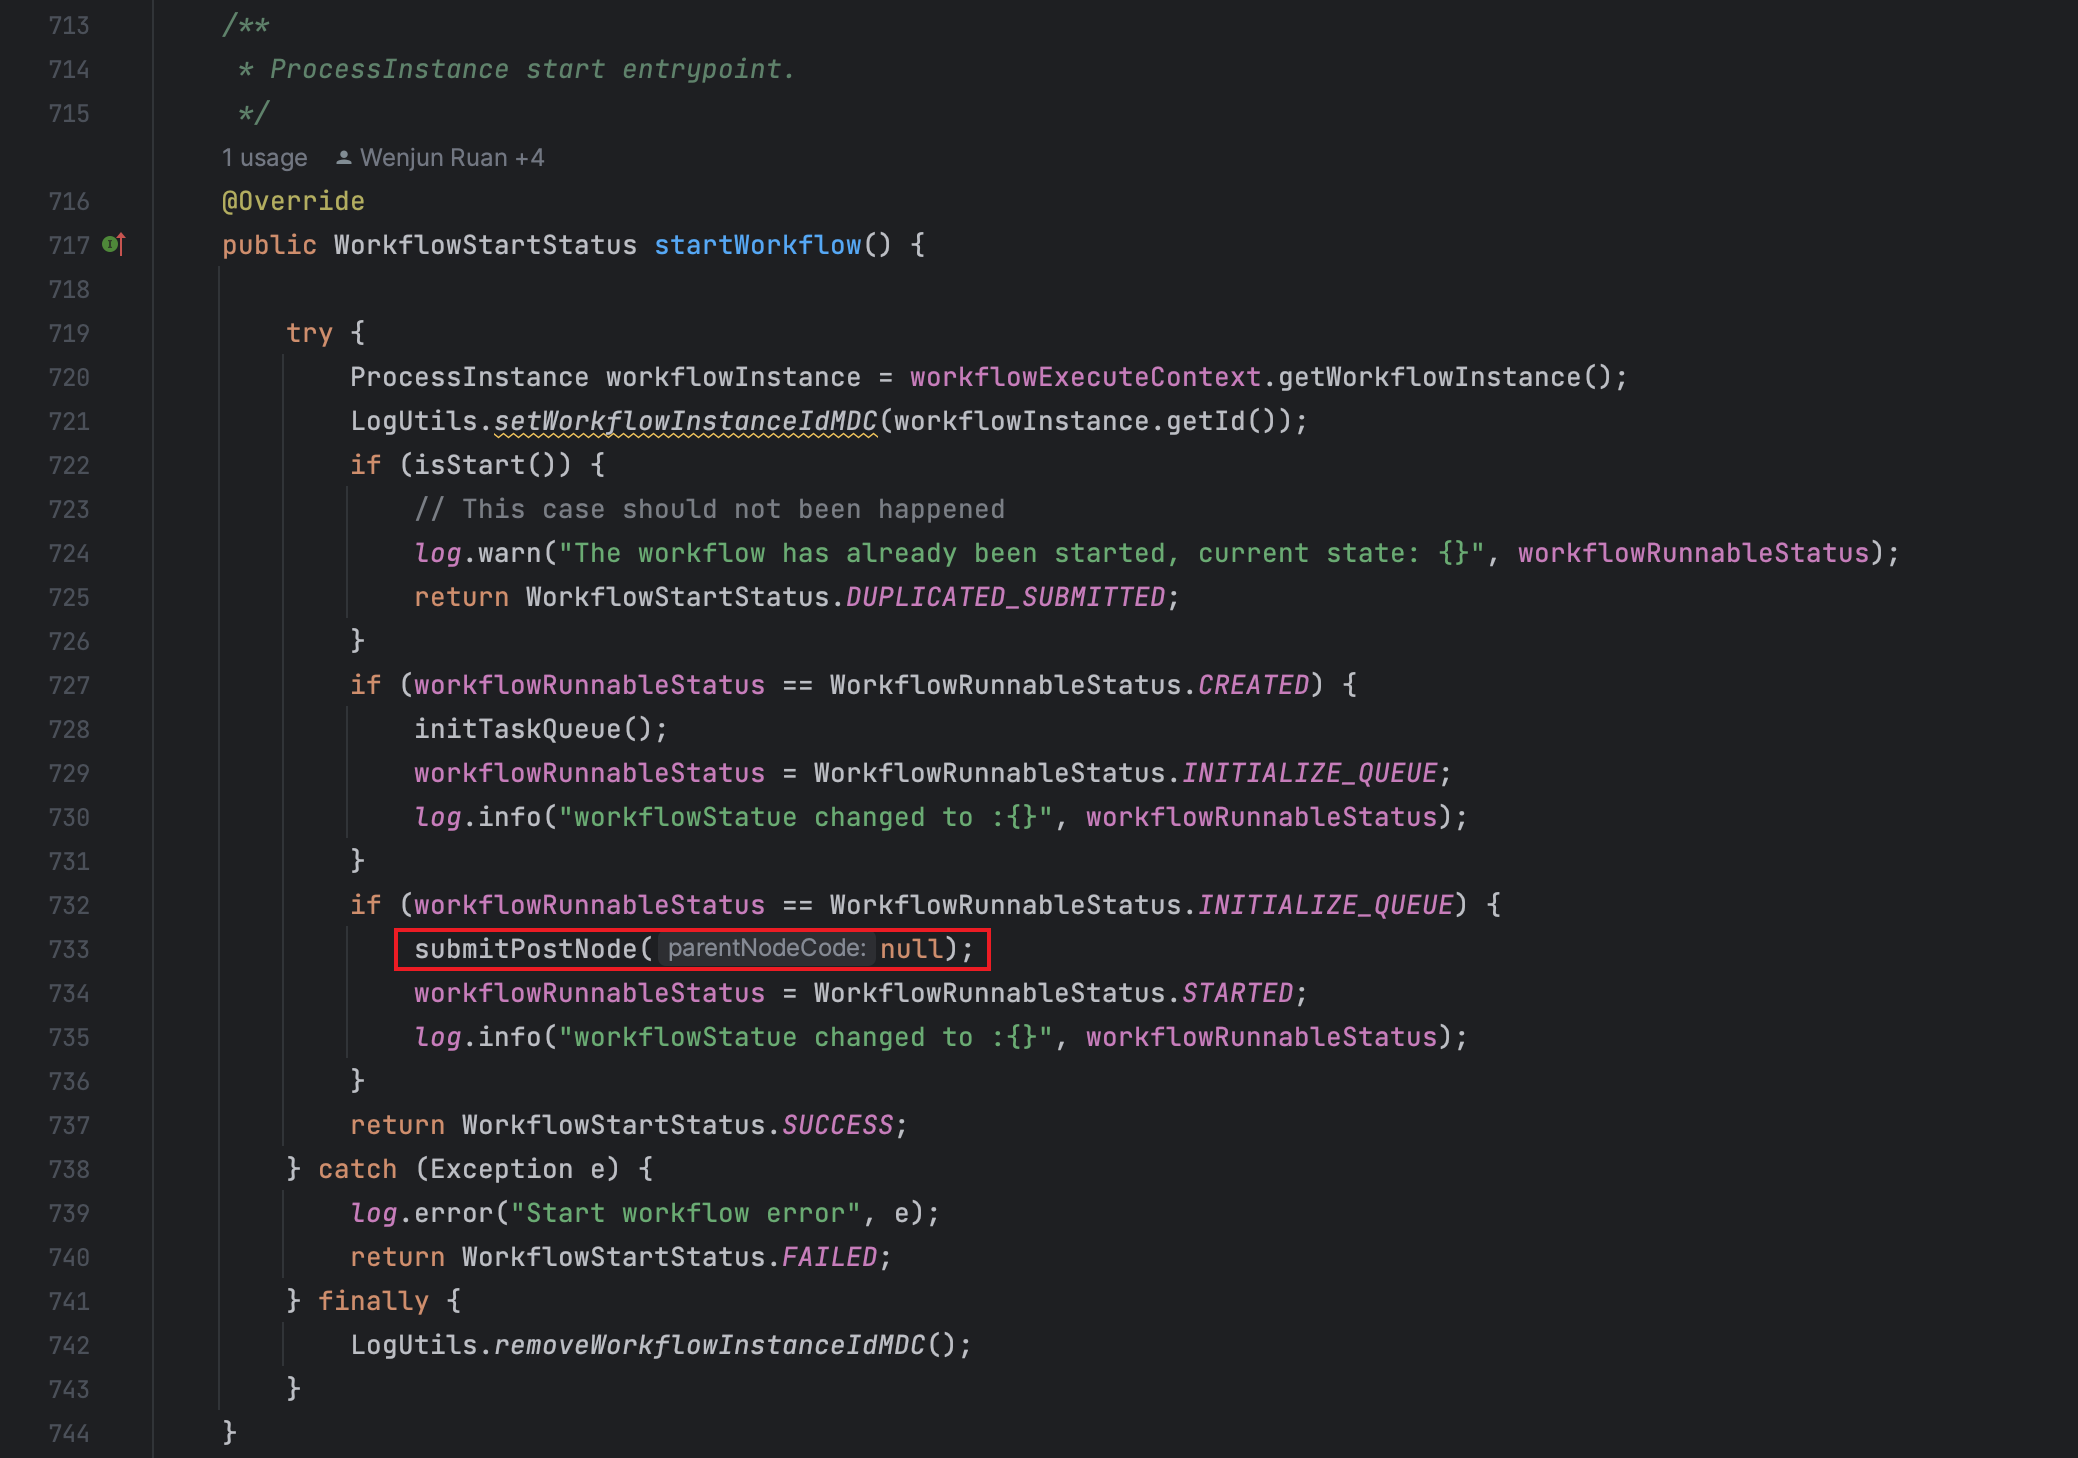 713 /**
714 * ProcessInstance start entrypoint.
715 */
1 usage Wenjun Ruan +4
716 @Override
717 public WorkflowStartStatus startWorkflow() {
718
719 try {
720 ProcessInstance workflowInstance = workflowExecuteContext.getWorkflowInstance();
721 LogUtils.setWorkflowInstanceIdMDC(workflowInstance.getId());
722 if (isStart()) {
723 // This case should not been happened
724 log.warn("The workflow has already been started, current state: {}", workflowRunnableStatus);
725 return WorkflowStartStatus.DUPLICATED_SUBMITTED;
726 }
727 if (workflowRunnableStatus == WorkflowRunnableStatus.CREATED) {
728 initTaskQueue();
729 workflowRunnableStatus = WorkflowRunnableStatus.INITIALIZE_QUEUE;
730 log.info("workflowStatue changed to :{}", workflowRunnableStatus);
731 }
732 if (workflowRunnableStatus == WorkflowRunnableStatus.INITIALIZE_QUEUE) {
733 submitPostNode( parentNodeCode: null);
734 workflowRunnableStatus = WorkflowRunnableStatus.STARTED;
735 log.info("workflowStatue changed to :{}", workflowRunnableStatus);
736 }
737 return WorkflowStartStatus.SUCCESS;
738 } catch (Exception e) {
739 log.error("Start workflow error", e);
740 return WorkflowStartStatus.FAILED;
741 } finally {
742 LogUtils.removeWorkflowInstanceIdMDC();
743 }
744 }